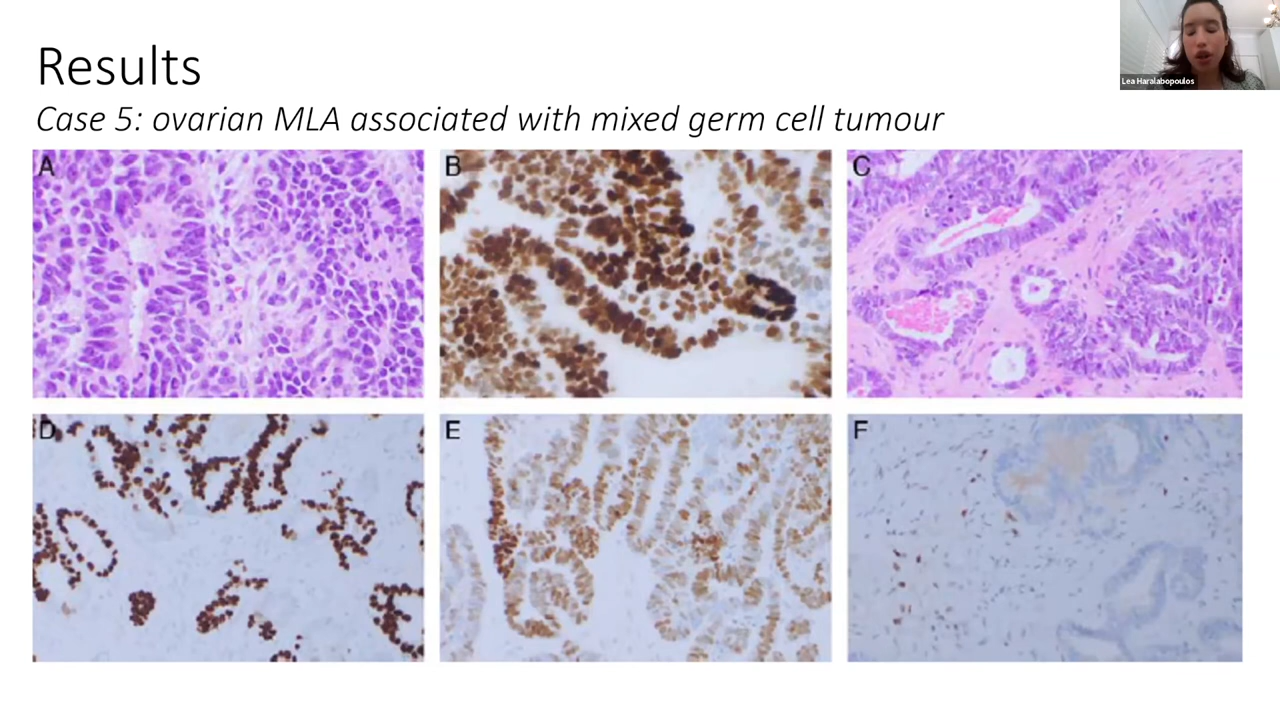 Results
Case 5: ovarian MLA associated with mixed germ cell tumour
Lea Haralabopoulos
A
B
C
D
E
F